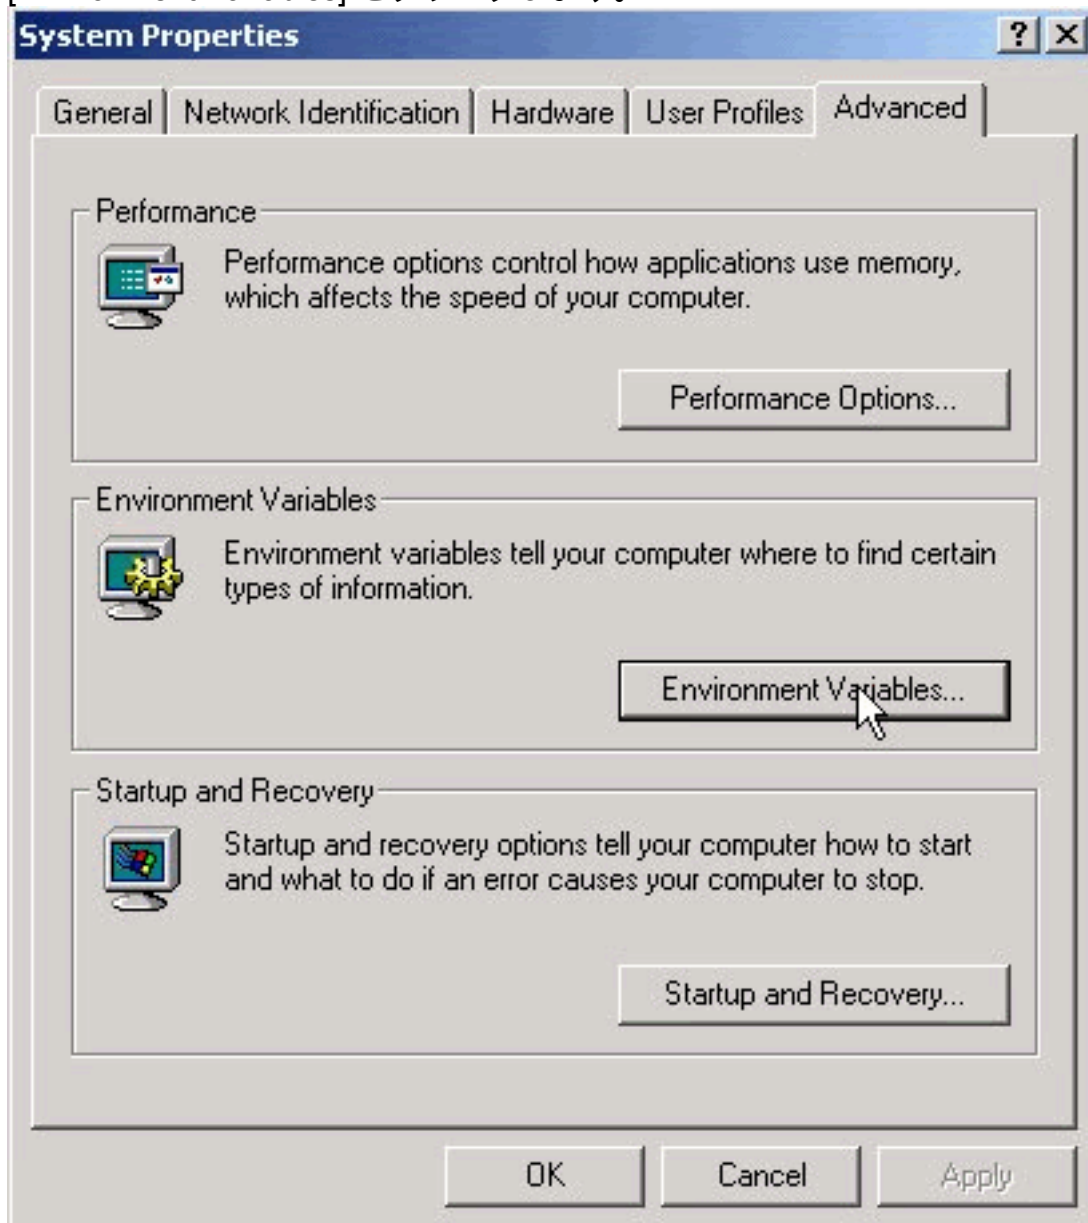 System Properties
General
Network Identification
Hardware
User Profiles
Advanced
Performance
Performance options control how applications use memory,
which affects the speed of your computer.
Performance Options...
Environment Variables
Environment variables tell your computer where to find certain
types of information.
Environment Variables...
Startup and Recovery
Startup and recovery options tell your computer how to start
and what to do if an error causes your computer to stop.
Startup and Recovery...
OK
Cancel
Apply